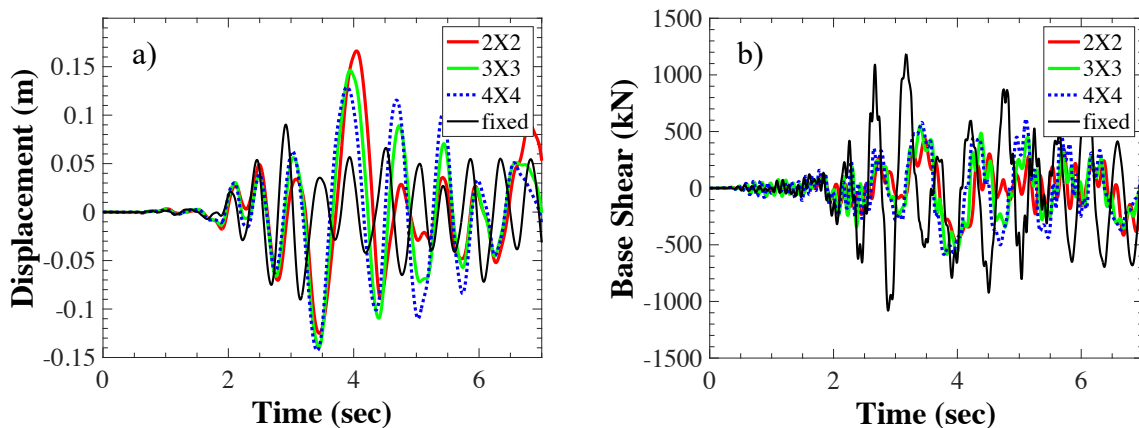 a)
2X2
3X3
4X4
fixed
0.15
0.1
0.05
0
-0.05
-0.1
-0.15
0
2
4
6
Displacement (m)
Time (sec)
b)
2X2
3X3
4X4
fixed
1500
1000
500
0
-500
-1000
-1500
0
2
4
6
Base Shear (kN)
Time (sec)